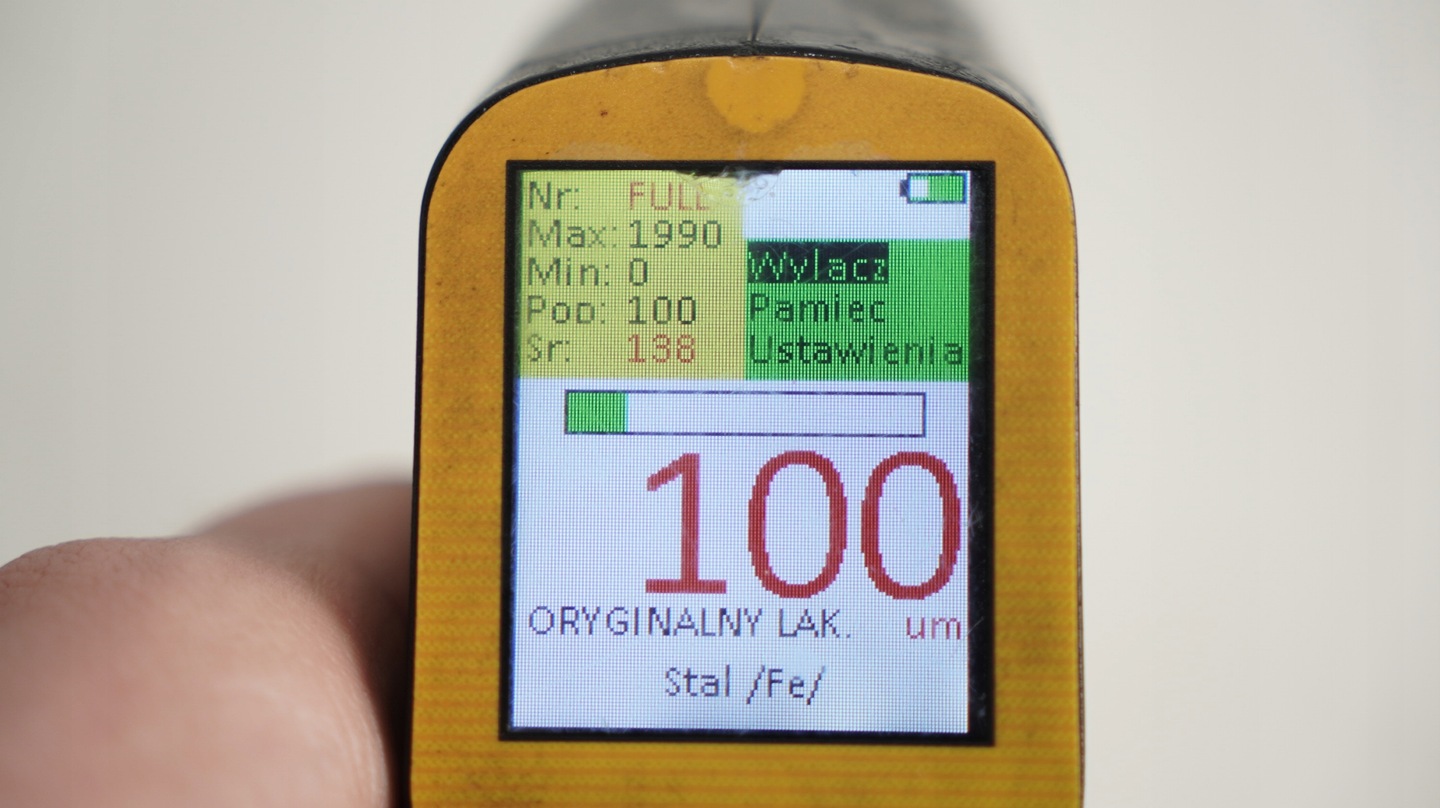 Nr: FULL
Max: 1990
Min: 0
Pop: 100
Sr: 138
Wylacz
Pamiec
Ustawienia
100
ORYGINALNY LAK. um
Stal /Fe/